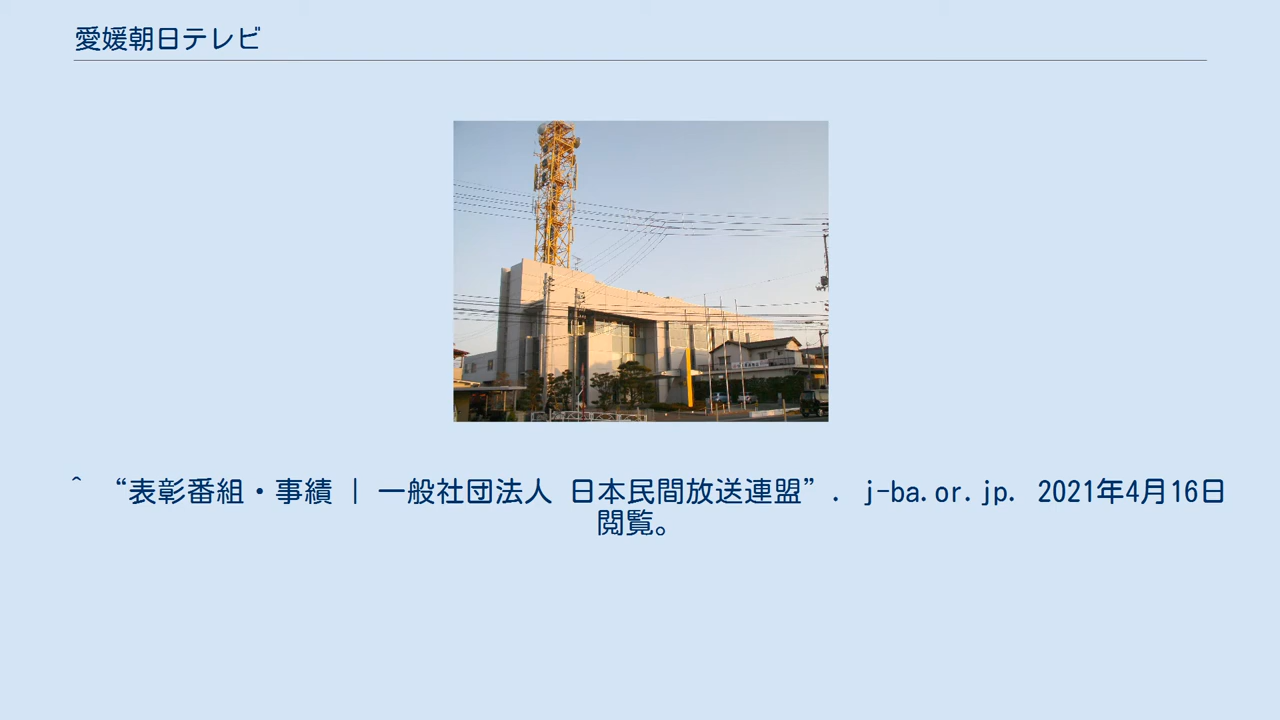 愛媛朝日テレビ
^ “表彰番組・事績 | 一般社団法人 日本民間放送連盟”. j-ba.or.jp. 2021年4月16日
閲覧。